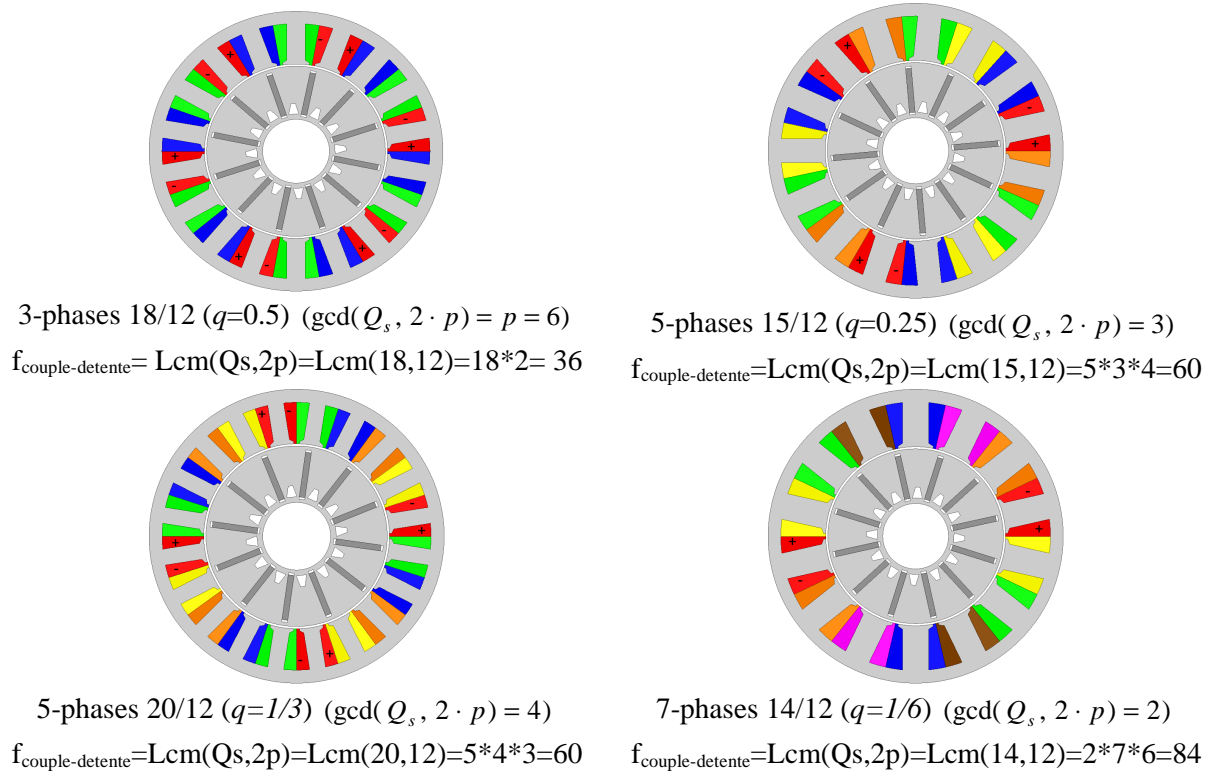 3-phases 18/12 (q=0.5) (gcd(Qs, 2 · p) = p = 6)
fcouple-detente= Lcm(Qs,2p)=Lcm(18,12)=18*2= 36
5-phases 15/12 (q=0.25) (gcd(Qs, 2 · p) = 3)
fcouple-detente=Lcm(Qs,2p)=Lcm(15,12)=5*3*4=60
5-phases 20/12 (q=1/3) (gcd(Qs, 2 · p) = 4)
fcouple-detente=Lcm(Qs,2p)=Lcm(20,12)=5*4*3=60
7-phases 14/12 (q=1/6) (gcd(Qs, 2 · p) = 2)
fcouple-detente=Lcm(Qs,2p)=Lcm(14,12)=2*7*6=84